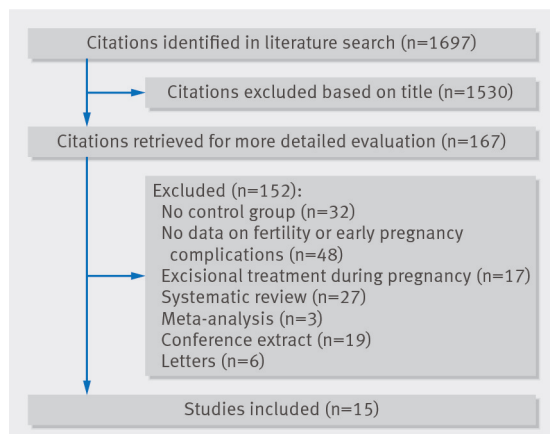 Citations identified in literature search (n=1697)
Citations excluded based on title (n=1530)
Citations retrieved for more detailed evaluation (n=167)
Excluded (n=152):
No control group (n=32)
No data on fertility or early pregnancy
complications (n=48)
Excisional treatment during pregnancy (n=17)
Systematic review (n=27)
Meta-analysis (n=3)
Conference extract (n=19)
Letters (n=6)
Studies included (n=15)